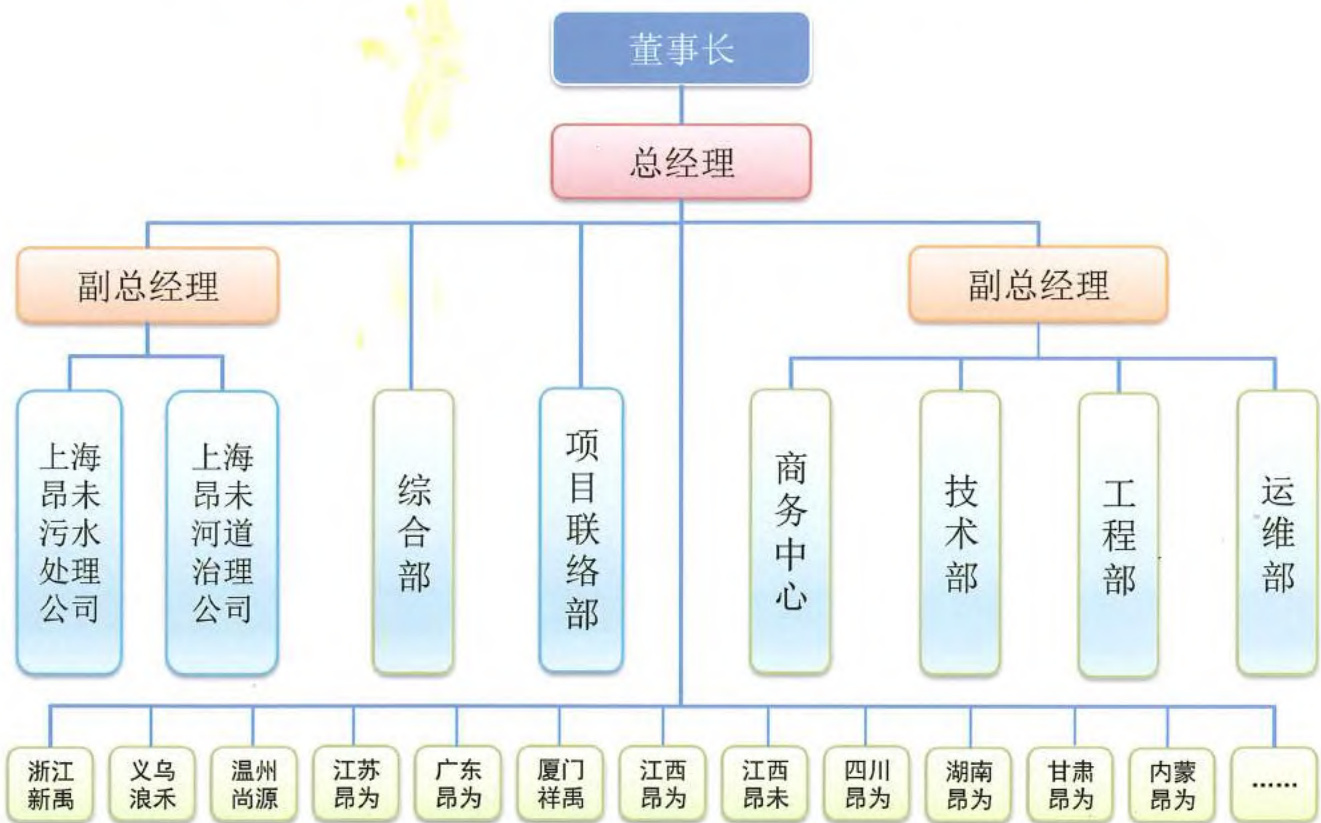 董事长
总经理
副总经理
副总经理
上海
昂未
污水
处理
公司
上海
昂未
河道
治理
公司
综合部
项目联络部
商务中心
技术部
工程部
运维部
浙江
新禹
义乌
浪禾
温州
尚源
江苏
昂为
广东
昂为
厦门
祥禹
江西
昂为
江西
昂未
四川
昂为
湖南
昂为
甘肃
昂为
内蒙
昂为
……